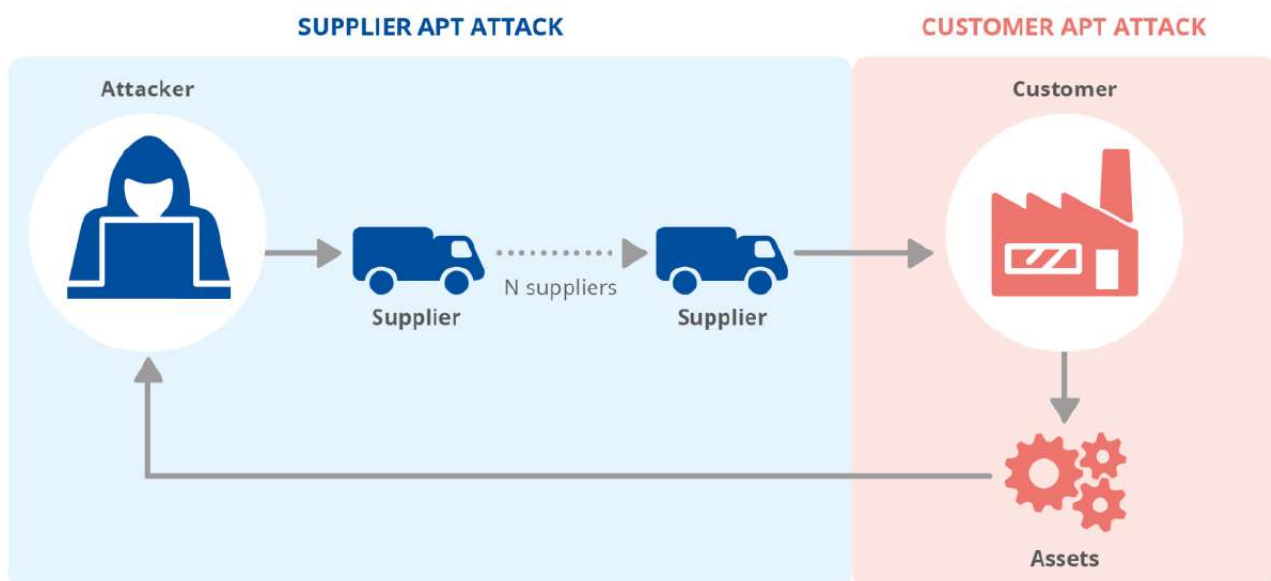 SUPPLIER APT ATTACK
CUSTOMER APT ATTACK
Attacker
Customer
N suppliers
Supplier
Supplier
Assets